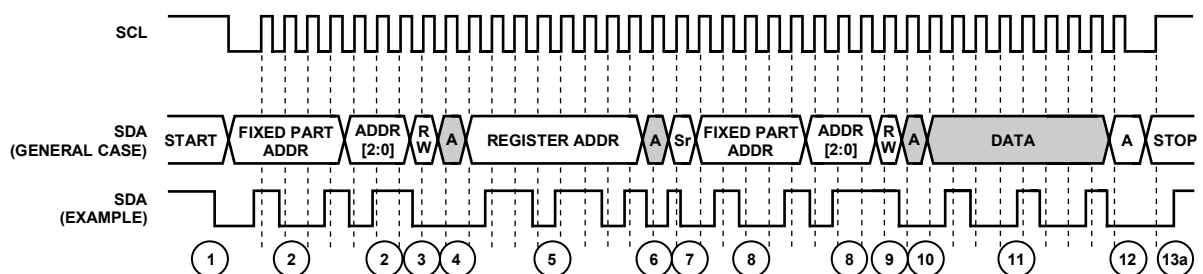 SCL
SDA
(GENERAL CASE)
START
FIXED PART
ADDR
ADDR
[2:0]
R
W
A
REGISTER ADDR
A
Sr
FIXED PART
ADDR
ADDR
[2:0]
R
W
A
DATA
A
STOP
SDA
(EXAMPLE)
1
2
2
3
4
5
6
7
8
8
9
10
11
12
13a